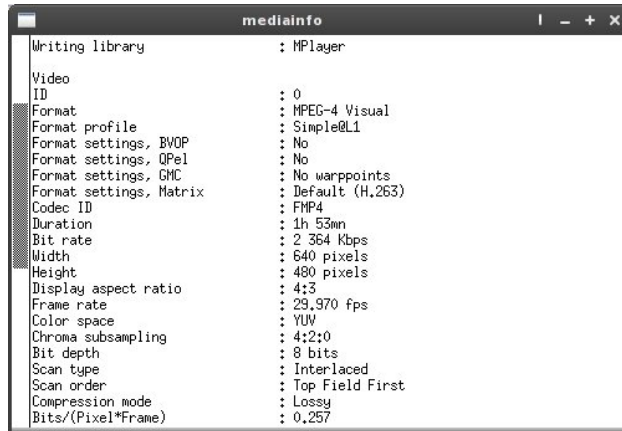 mediainfo
Writing library : MPlayer
Video
ID : 0
Format : MPEG-4 Visual
Format profile : Simple@L1
Format settings, BVOP : No
Format settings, QPel : No
Format settings, GMC : No warppoints
Format settings, Matrix : Default (H.263)
Codec ID : FMP4
Duration : 1h 53mn
Bit rate : 2 364 Kbps
Width : 640 pixels
Height : 480 pixels
Display aspect ratio : 4:3
Frame rate : 29.970 fps
Color space : YUV
Chroma subsampling : 4:2:0
Bit depth : 8 bits
Scan type : Interlaced
Scan order : Top Field First
Compression mode : Lossy
Bits/(Pixel*Frame) : 0.257